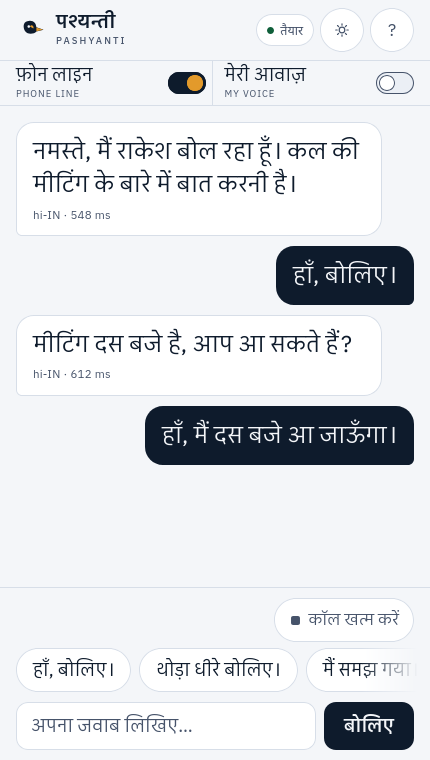 पश्यन्ती
PASHYANTI
तैयार
?
फ़ोन लाइन
PHONE LINE
मेरी आवाज़
MY VOICE
नमस्ते, मैं राकेश बोल रहा हूँ। कल की
मीटिंग के बारे में बात करनी है।
hi-IN · 548 ms
हाँ, बोलिए।
मीटिंग दस बजे है, आप आ सकते हैं?
hi-IN · 612 ms
हाँ, मैं दस बजे आ जाऊँगा।
कॉल खत्म करें
हाँ, बोलिए।
थोड़ा धीरे बोलिए।
मैं समझ गया।
अपना जवाब लिखिए…
बोलिए